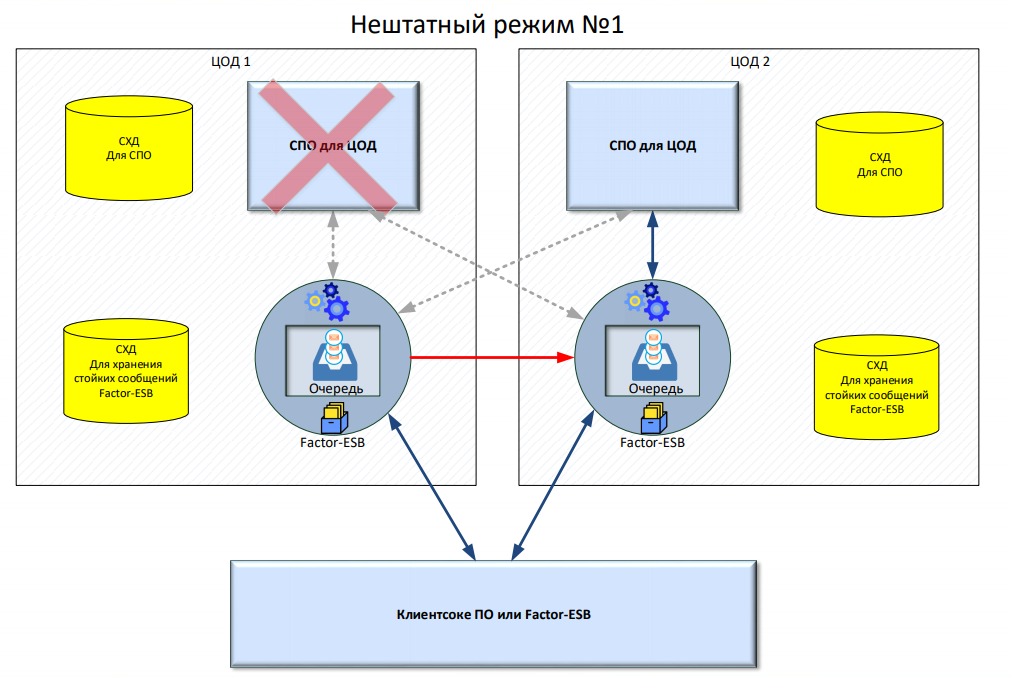 Нештатный режим №1
ЦОД 1
ЦОД 2
СХД
Для СПО
СПО для ЦОД
СПО для ЦОД
СХД
Для СПО
СХД
Для хранения
стойких сообщений
Factor-ESB
Очередь
Factor-ESB
Очередь
Factor-ESB
СХД
Для хранения
стойких сообщений
Factor-ESB
Клиентсоке ПО или Factor-ESB